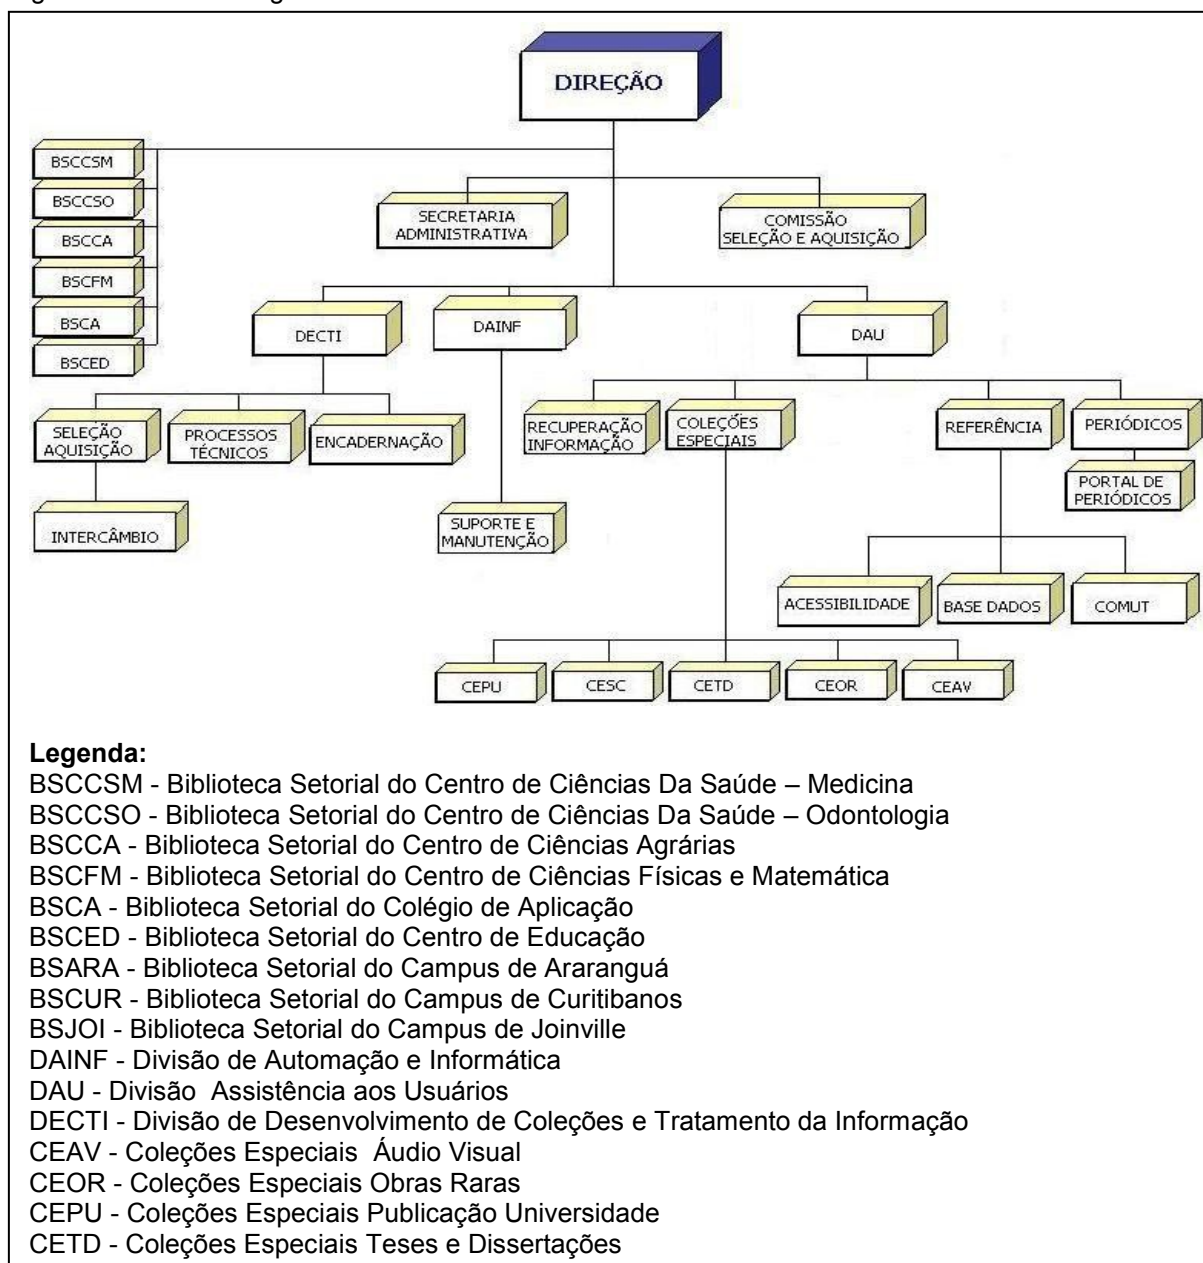 DIREÇÃO
BSCCSM
BSCCSO
BSCCA
BSCFM
BSCA
BSCED
SECRETARIA
ADMINISTRATIVA
COMISSÃO
SELEÇÃO E AQUISIÇÃO
DECTI
DAINF
DAU
SELEÇÃO
AQUISIÇÃO
PROCESSOS
TÉCNICOS
ENCADERNAÇÃO
RECUPERAÇÃO
INFORMAÇÃO
COLEÇÕES
ESPECIAIS
REFERÊNCIA
PERIÓDICOS
PORTAL DE
PERIÓDICOS
INTERCÂMBIO
SUPORTE E
MANUTENÇÃO
ACESSIBILIDADE
BASE DADOS
COMUT
CEPU
CESC
CETD
CEOR
CEAV
Legenda:
BSCCSM - Biblioteca Setorial do Centro de Ciências Da Saúde – Medicina
BSCCSO - Biblioteca Setorial do Centro de Ciências Da Saúde – Odontologia
BSCCA - Biblioteca Setorial do Centro de Ciências Agrárias
BSCFM - Biblioteca Setorial do Centro de Ciências Físicas e Matemática
BSCA - Biblioteca Setorial do Colégio de Aplicação
BSCED - Biblioteca Setorial do Centro de Educação
BSARA - Biblioteca Setorial do Campus de Araranguá
BSCUR - Biblioteca Setorial do Campus de Curitibanos
BSJOI - Biblioteca Setorial do Campus de Joinville
DAINF - Divisão de Automação e Informática
DAU - Divisão  Assistência aos Usuários
DECTI - Divisão de Desenvolvimento de Coleções e Tratamento da Informação
CEAV - Coleções Especiais  Áudio Visual
CEOR - Coleções Especiais Obras Raras
CEPU - Coleções Especiais Publicação Universidade
CETD - Coleções Especiais Teses e Dissertações